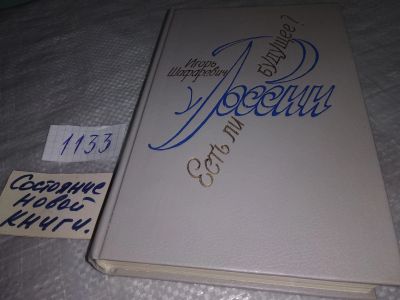 Игорь
Шафаревич
Есть ли
у России
будущее?
1133
Состояние
новой
книги.